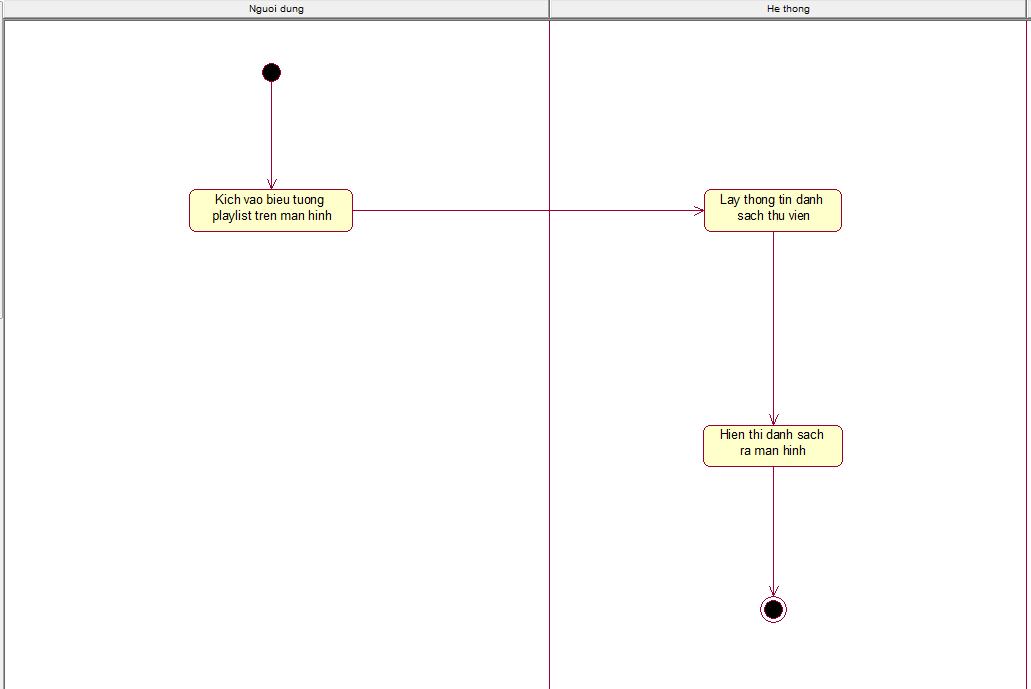 Nguoi dung
He thong
Kich vao bieu tuong
playlist tren man hinh
Lay thong tin danh
sach thu vien
Hien thi danh sach
ra man hinh